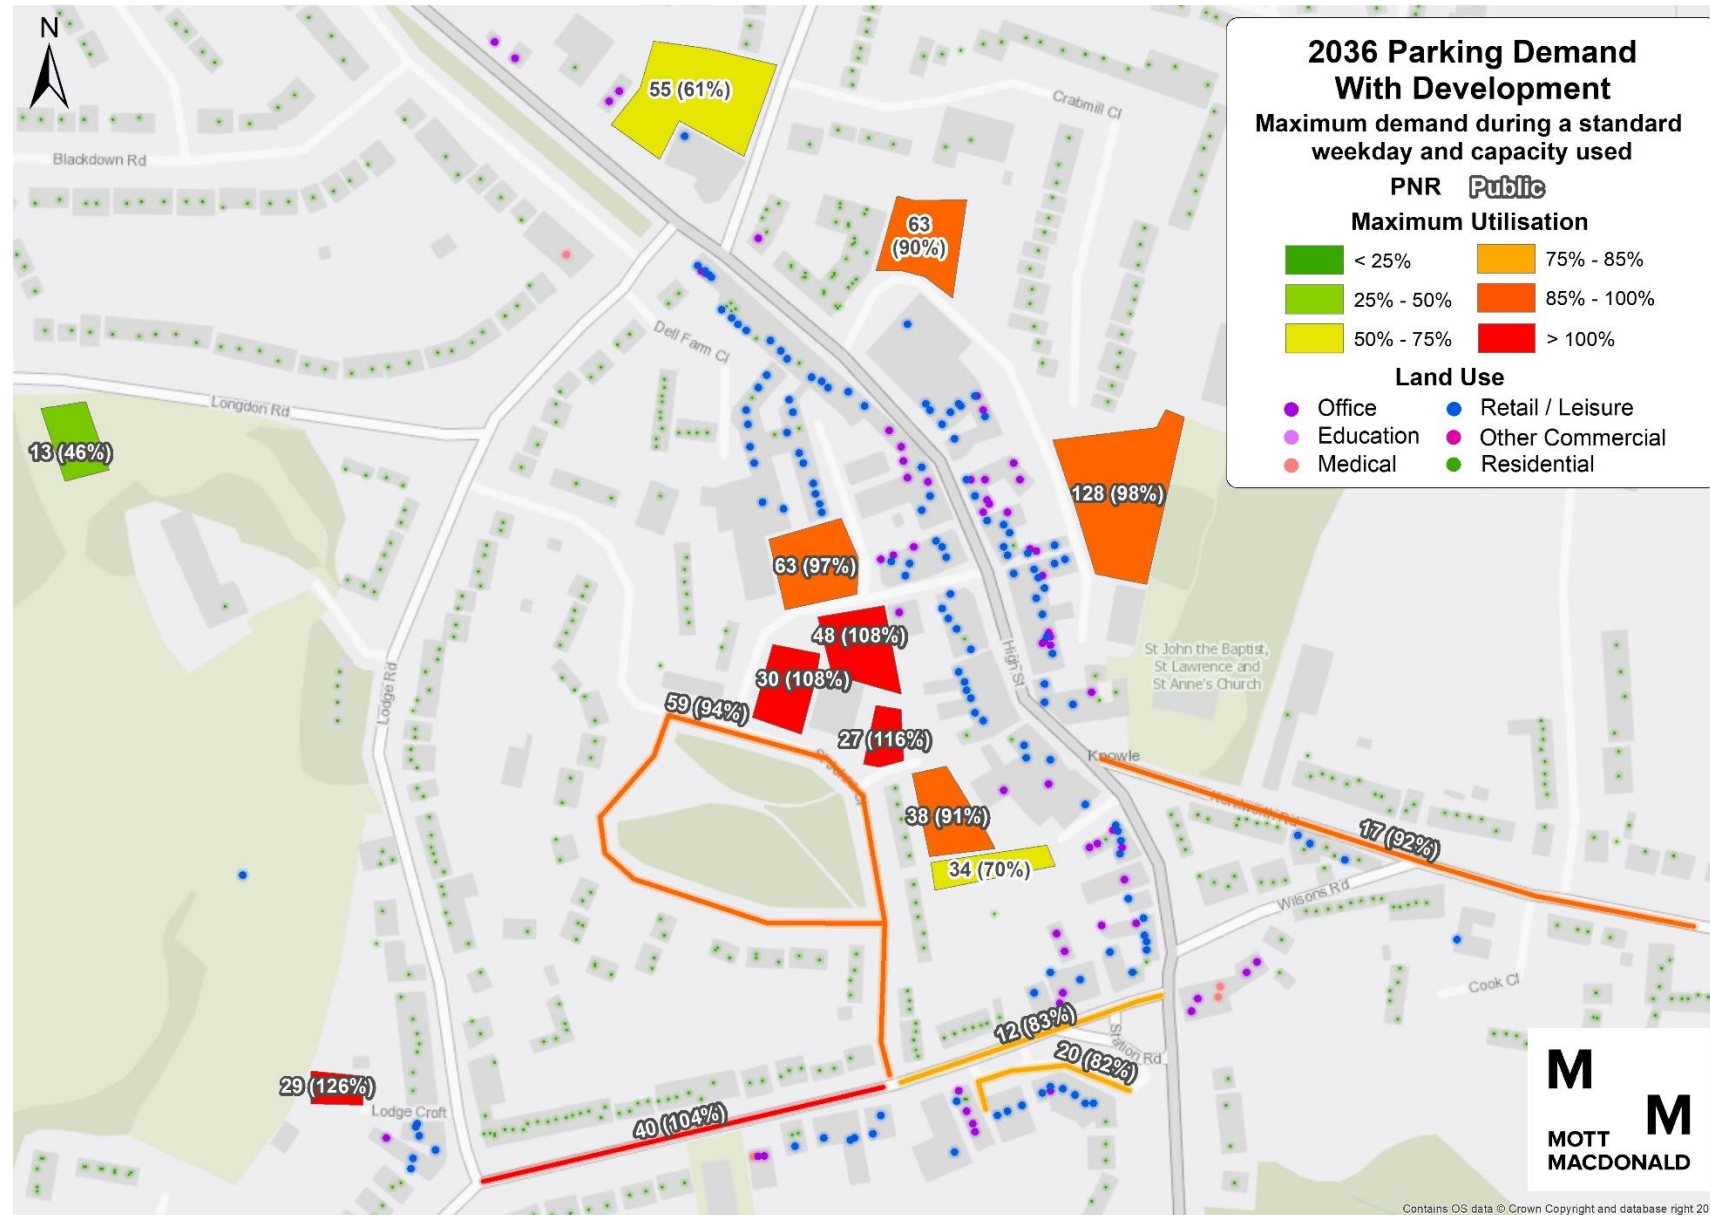 N
2036 Parking Demand
With Development
Maximum demand during a standard
weekday and capacity used
PNR Public
Maximum Utilisation
< 25% 75% - 85%
25% - 50% 85% - 100%
50% - 75% > 100%
Land Use
Office Retail / Leisure
Education Other Commercial
Medical Residential
55 (61%)
Crabmill Cl
Blackdown Rd
63
(90%)
Dell Farm Cl
Longdon Rd
13 (46%)
128 (98%)
63 (97%)
48 (108%)
High St
St John the Baptist,
St Lawrence and
St Anne's Church
30 (108%)
Lodge Rd
59 (94%)
27 (116%)
Knowle
Kenilworth Rd
38 (91%)
17 (92%)
34 (70%)
Wilsons Rd
Cook Cl
12 (83%)
Station Rd
20 (82%)
29 (126%)
Lodge Croft
40 (104%)
M
M
MOTT
MACDONALD
Contains OS data © Crown Copyright and database right 20